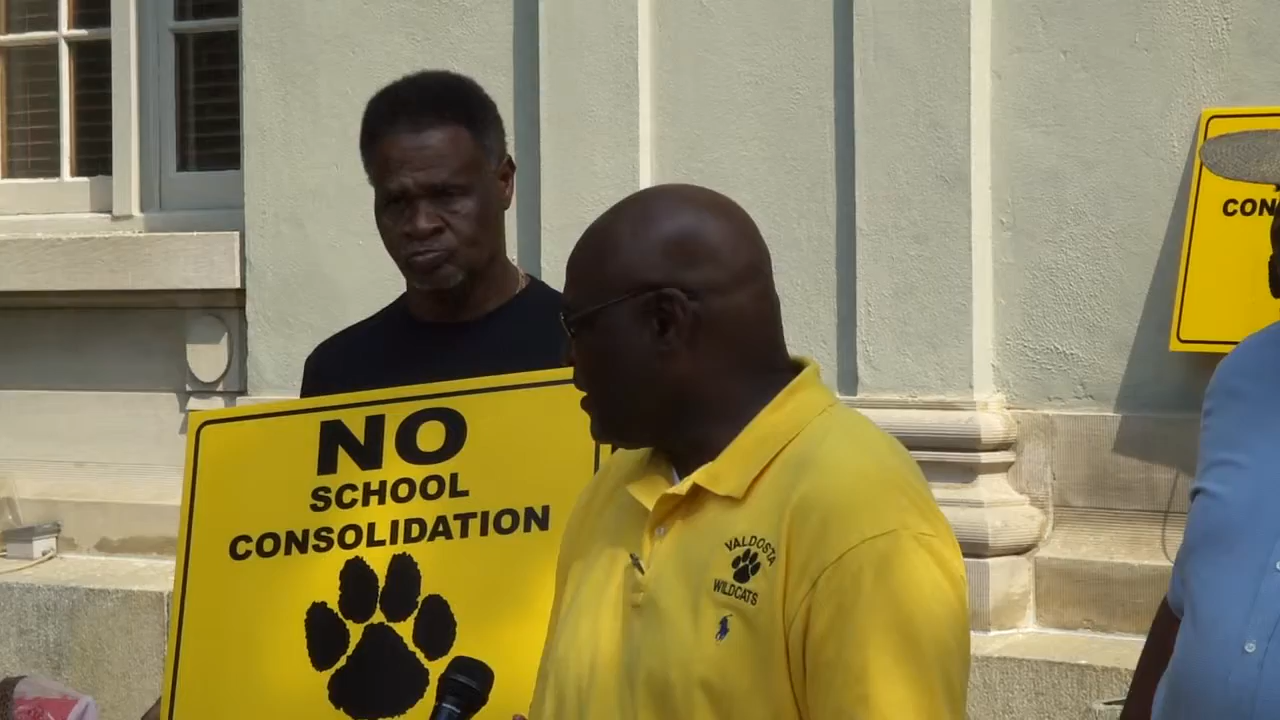 NO
SCHOOL
CONSOLIDATION
VALDOSTA
WILDCATS
CON